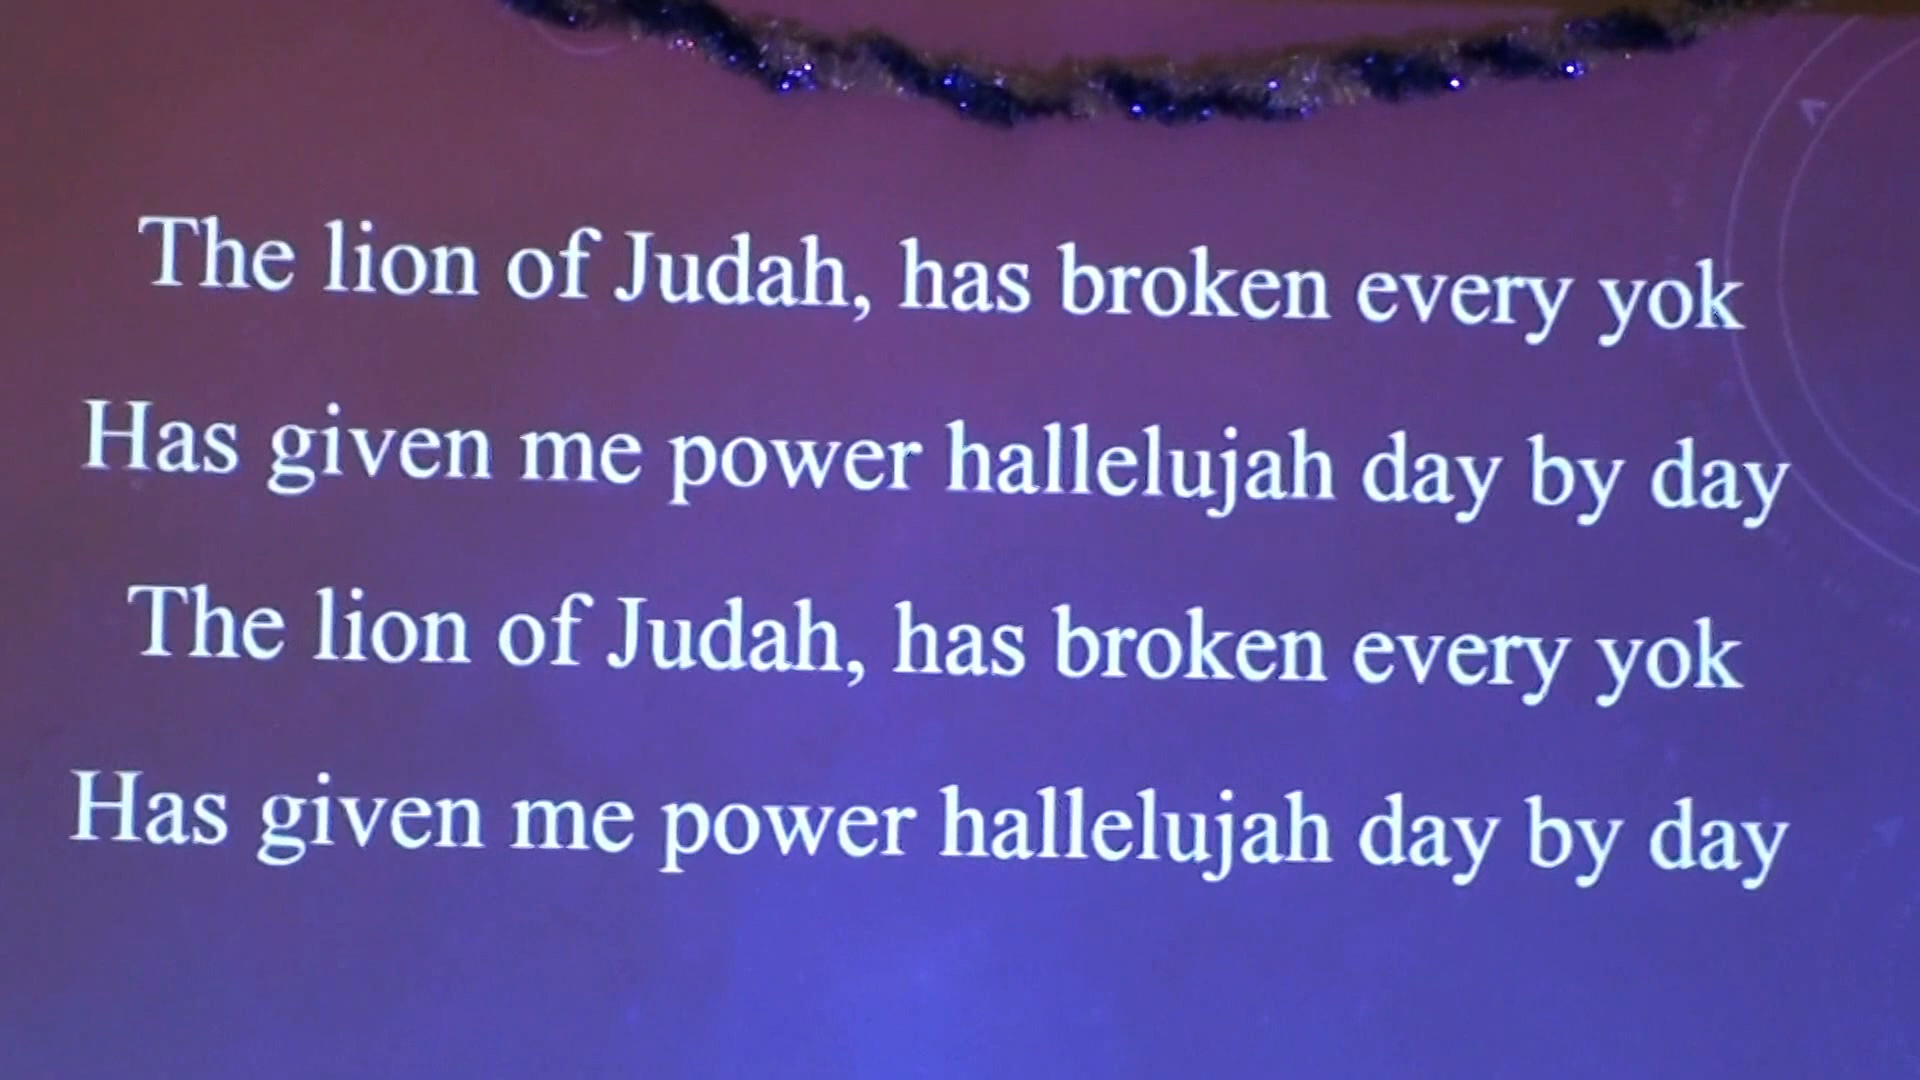 The lion of Judah, has broken every yok
Has given me power hallelujah day by day
The lion of Judah, has broken every yok
Has given me power hallelujah day by day